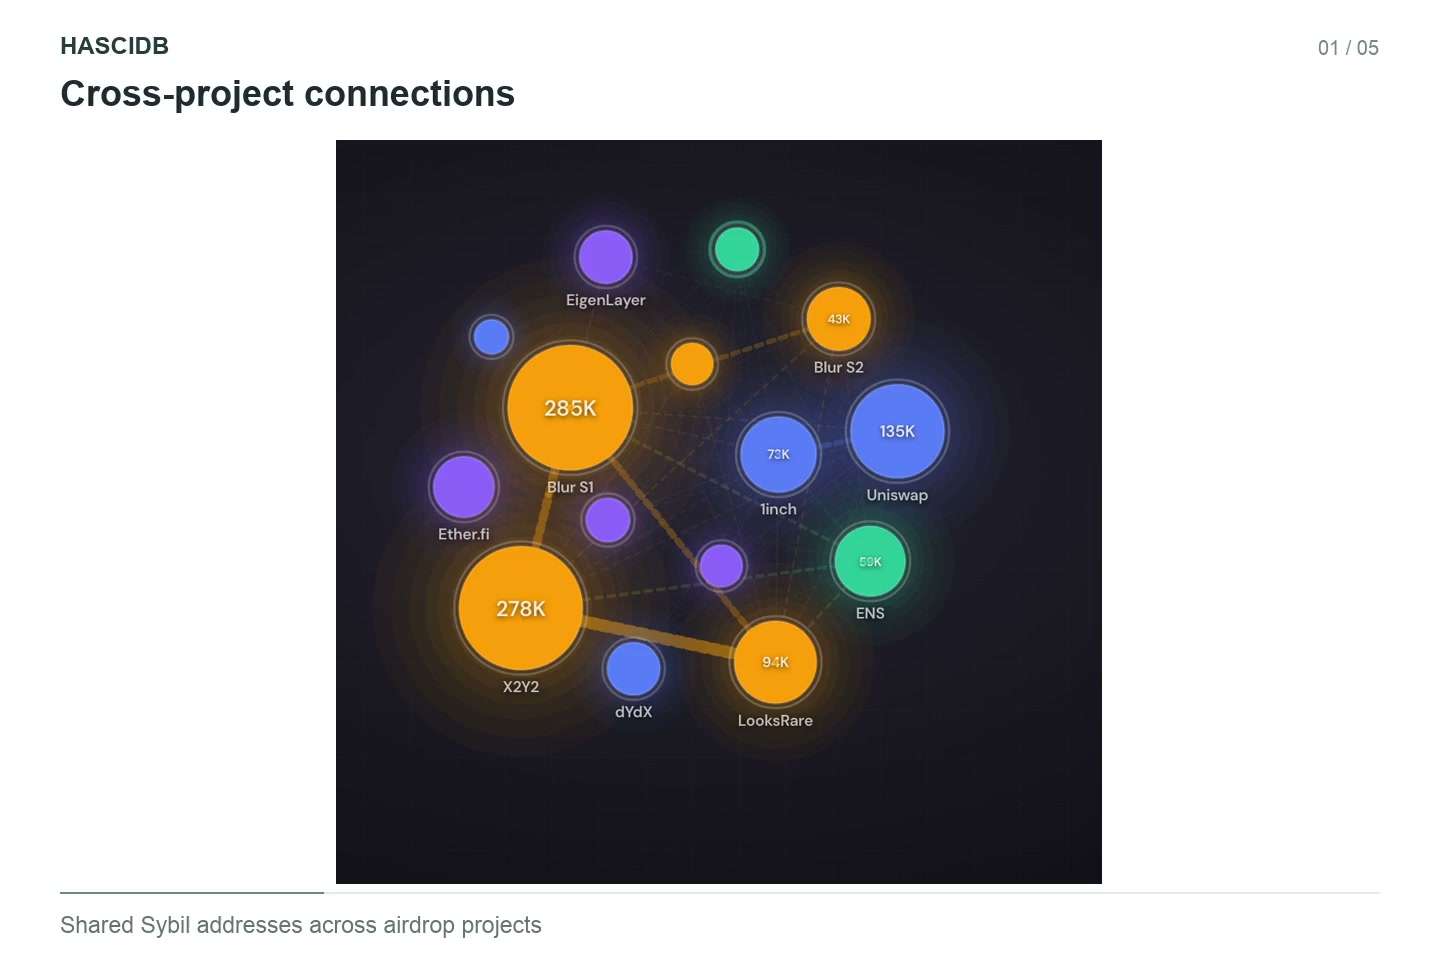 HASCIDB
01 / 05
Cross-project connections
EigenLayer
43K
Blur S2
285K
Blur S1
135K
Uniswap
73K
1inch
Ether.fi
59K
ENS
278K
X2Y2
dYdX
94K
LooksRare
Shared Sybil addresses across airdrop projects